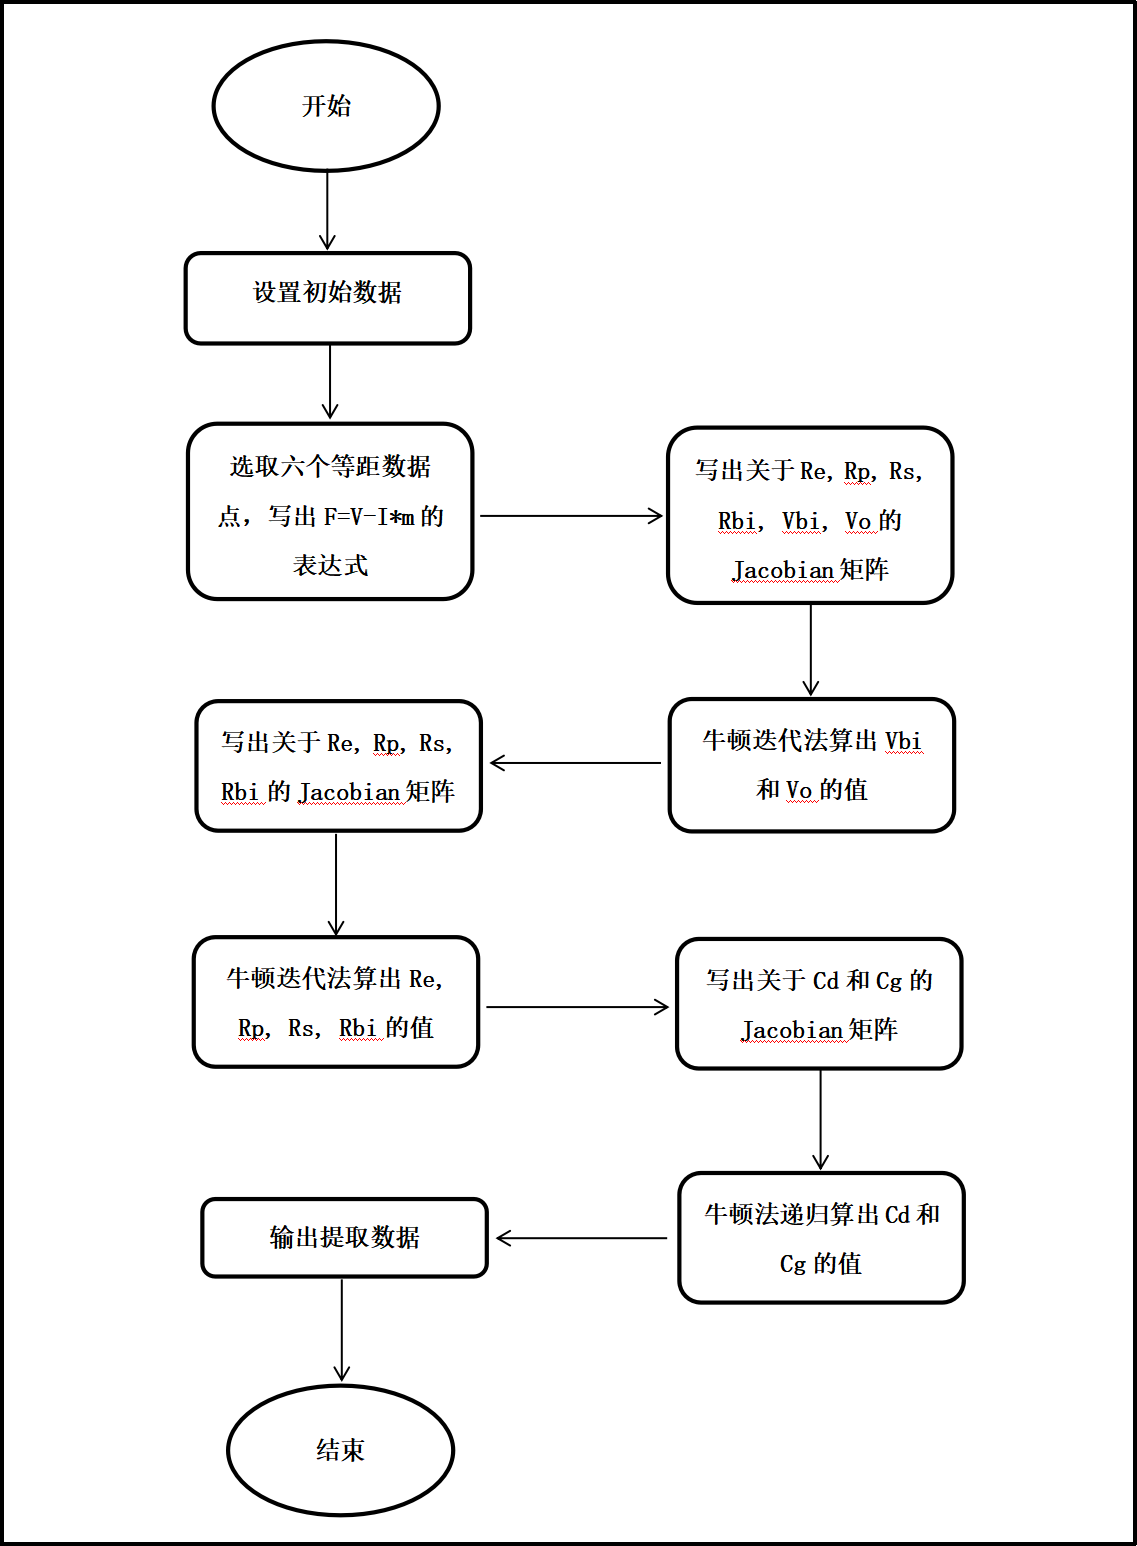 开始
设置初始数据
选取六个等距数据
点，写出 F=V-I*m 的
表达式
写出关于 Re, Rp, Rs,
Rbi, Vbi, Vo 的
Jacobian 矩阵
牛顿迭代法算出 Vbi
和 Vo 的值
写出关于 Re, Rp, Rs,
Rbi 的 Jacobian 矩阵
牛顿迭代法算出 Re,
Rp, Rs, Rbi 的值
写出关于 Cd 和 Cg 的
Jacobian 矩阵
牛顿法递归算出 Cd 和
Cg 的值
输出提取数据
结束